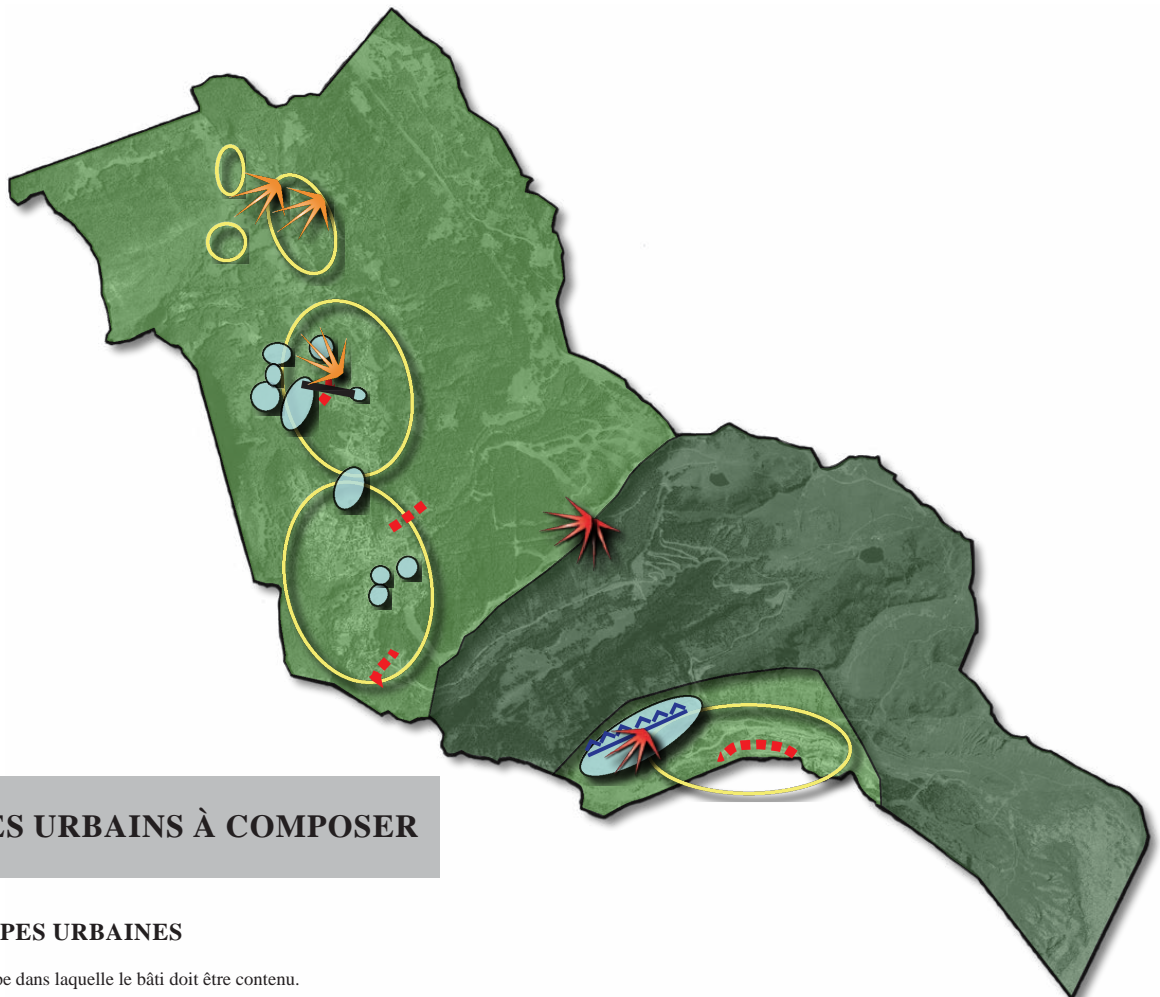 ES URBAINS À COMPOSER
PES URBAINES
pe dans laquelle le bâti doit être contenu.